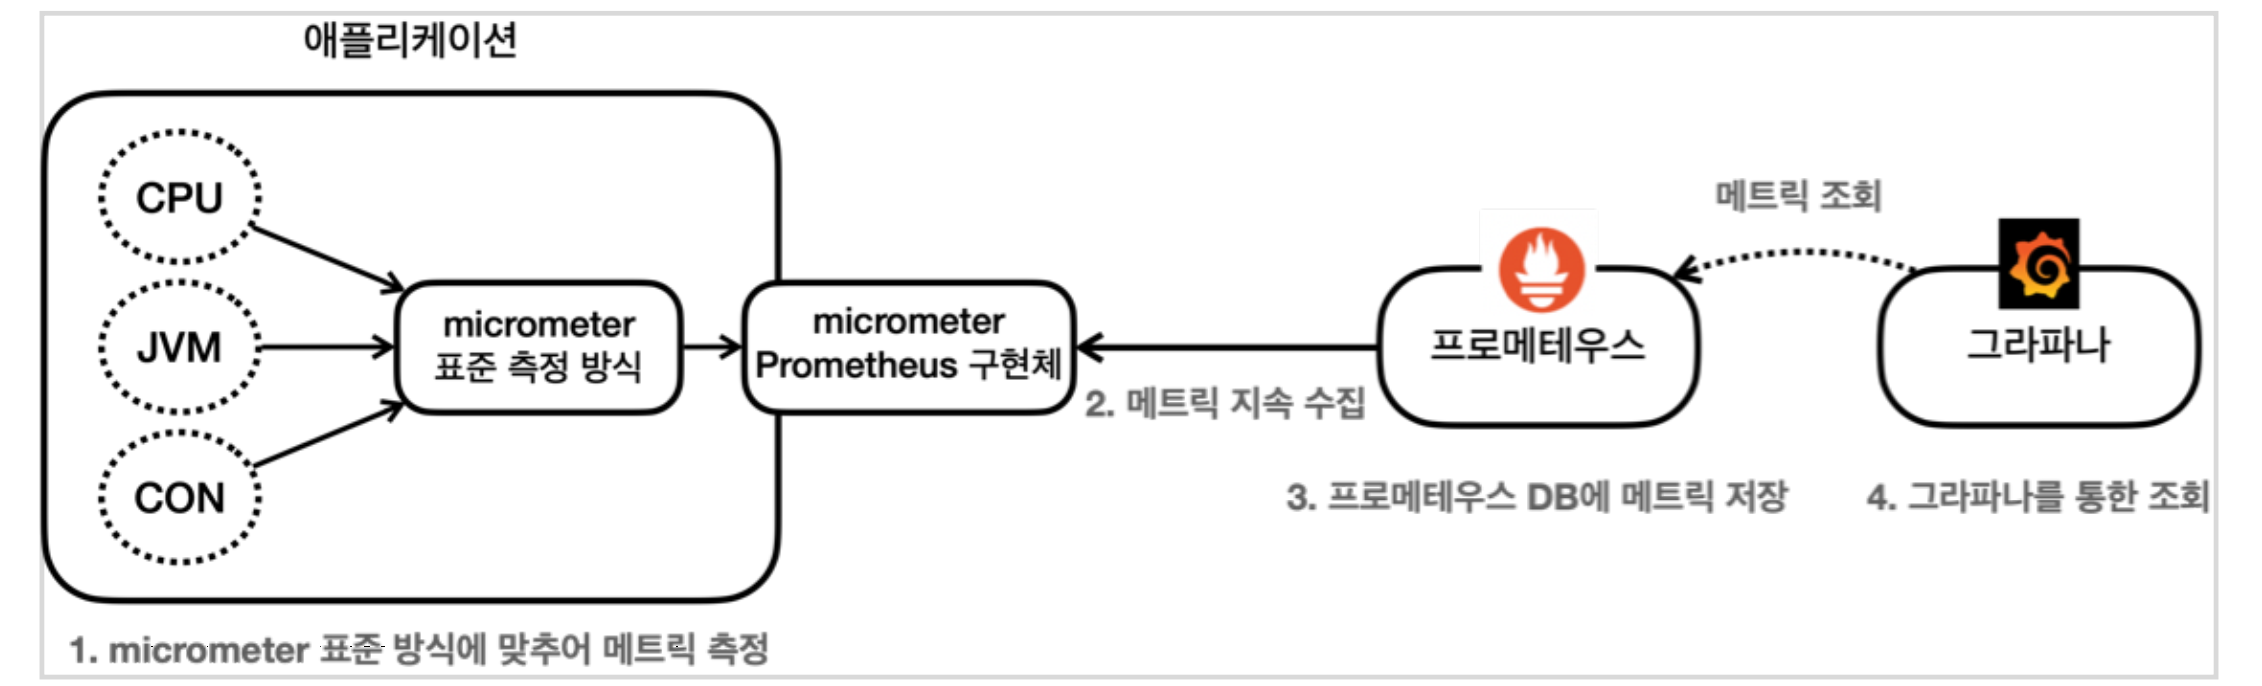 애플리케이션
CPU
JVM
CON
micrometer
표준 측정 방식
micrometer
Prometheus 구현체
2. 메트릭 지속 수집
프로메테우스
메트릭 조회
그라파나
3. 프로메테우스 DB에 메트릭 저장
4. 그라파나를 통한 조회
1. micrometer 표준 방식에 맞추어 메트릭 측정